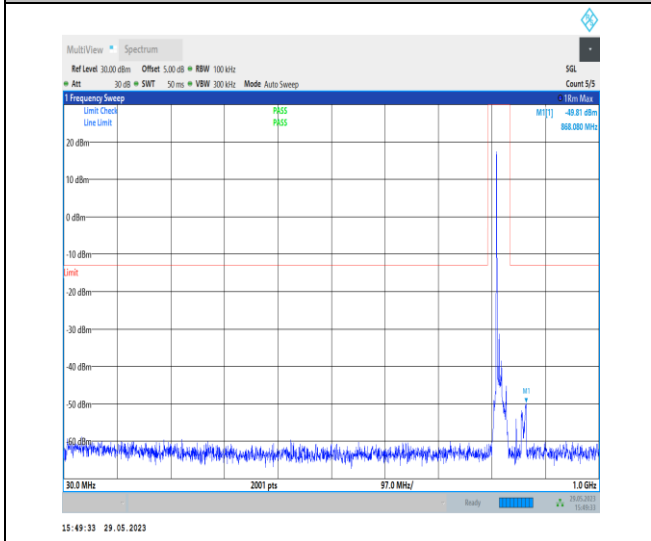 MultiView Spectrum
Ref Level 30.00 dBm Offset 5.00 dB RBW 100 kHz SGL
Att 30 dB SWT 50 ms VBW 300 kHz Mode Auto Sweep Count 5/5
1 Frequency Sweep 1Rm Max
Limit Check PASS M1[1] -49.81 dBm
Line Limit PASS 868.080 MHz
20 dBm
10 dBm
0 dBm
-10 dBm
Limit
-20 dBm
-30 dBm
-40 dBm
M1
-50 dBm
-60 dBm
30.0 MHz 2001 pts 97.0 MHz/ 1.0 GHz
Ready 29.05.2023
15:49:33
15:49:33 29.05.2023